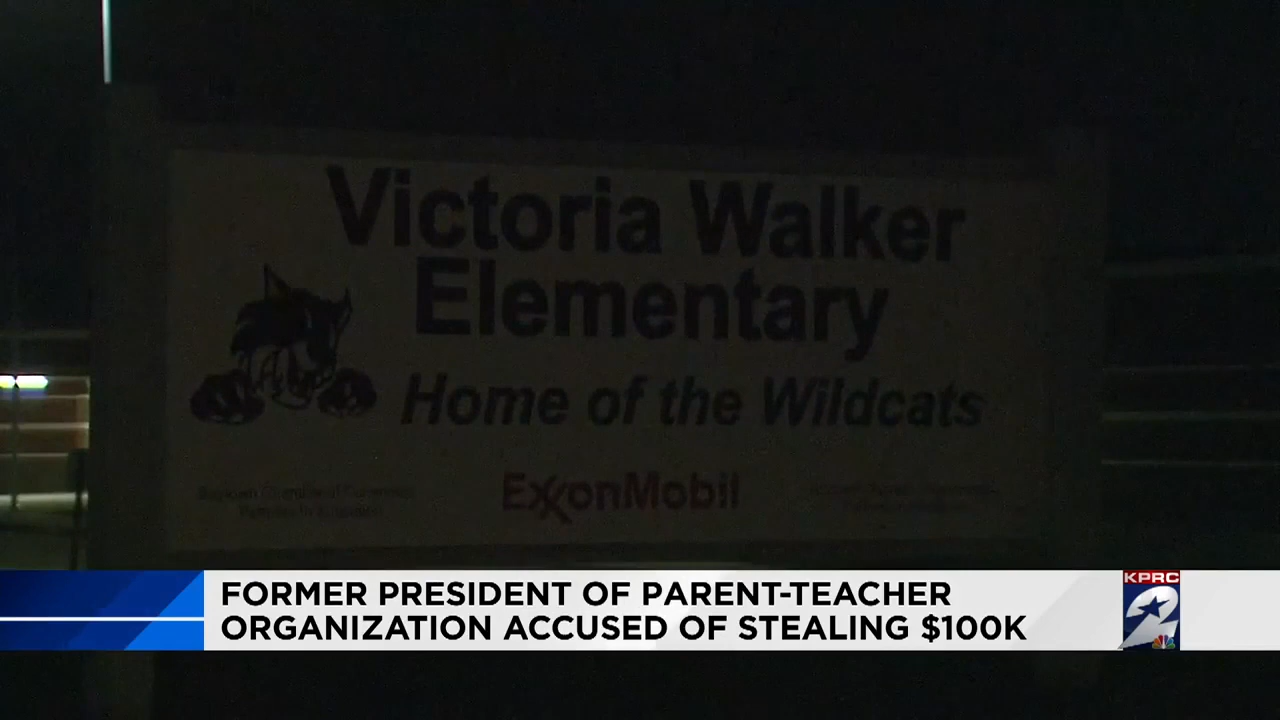 Victoria Walker
Elementary
Home of the Wildcats
ExxonMobil
FORMER PRESIDENT OF PARENT-TEACHER
ORGANIZATION ACCUSED OF STEALING $100K
KPRC
2